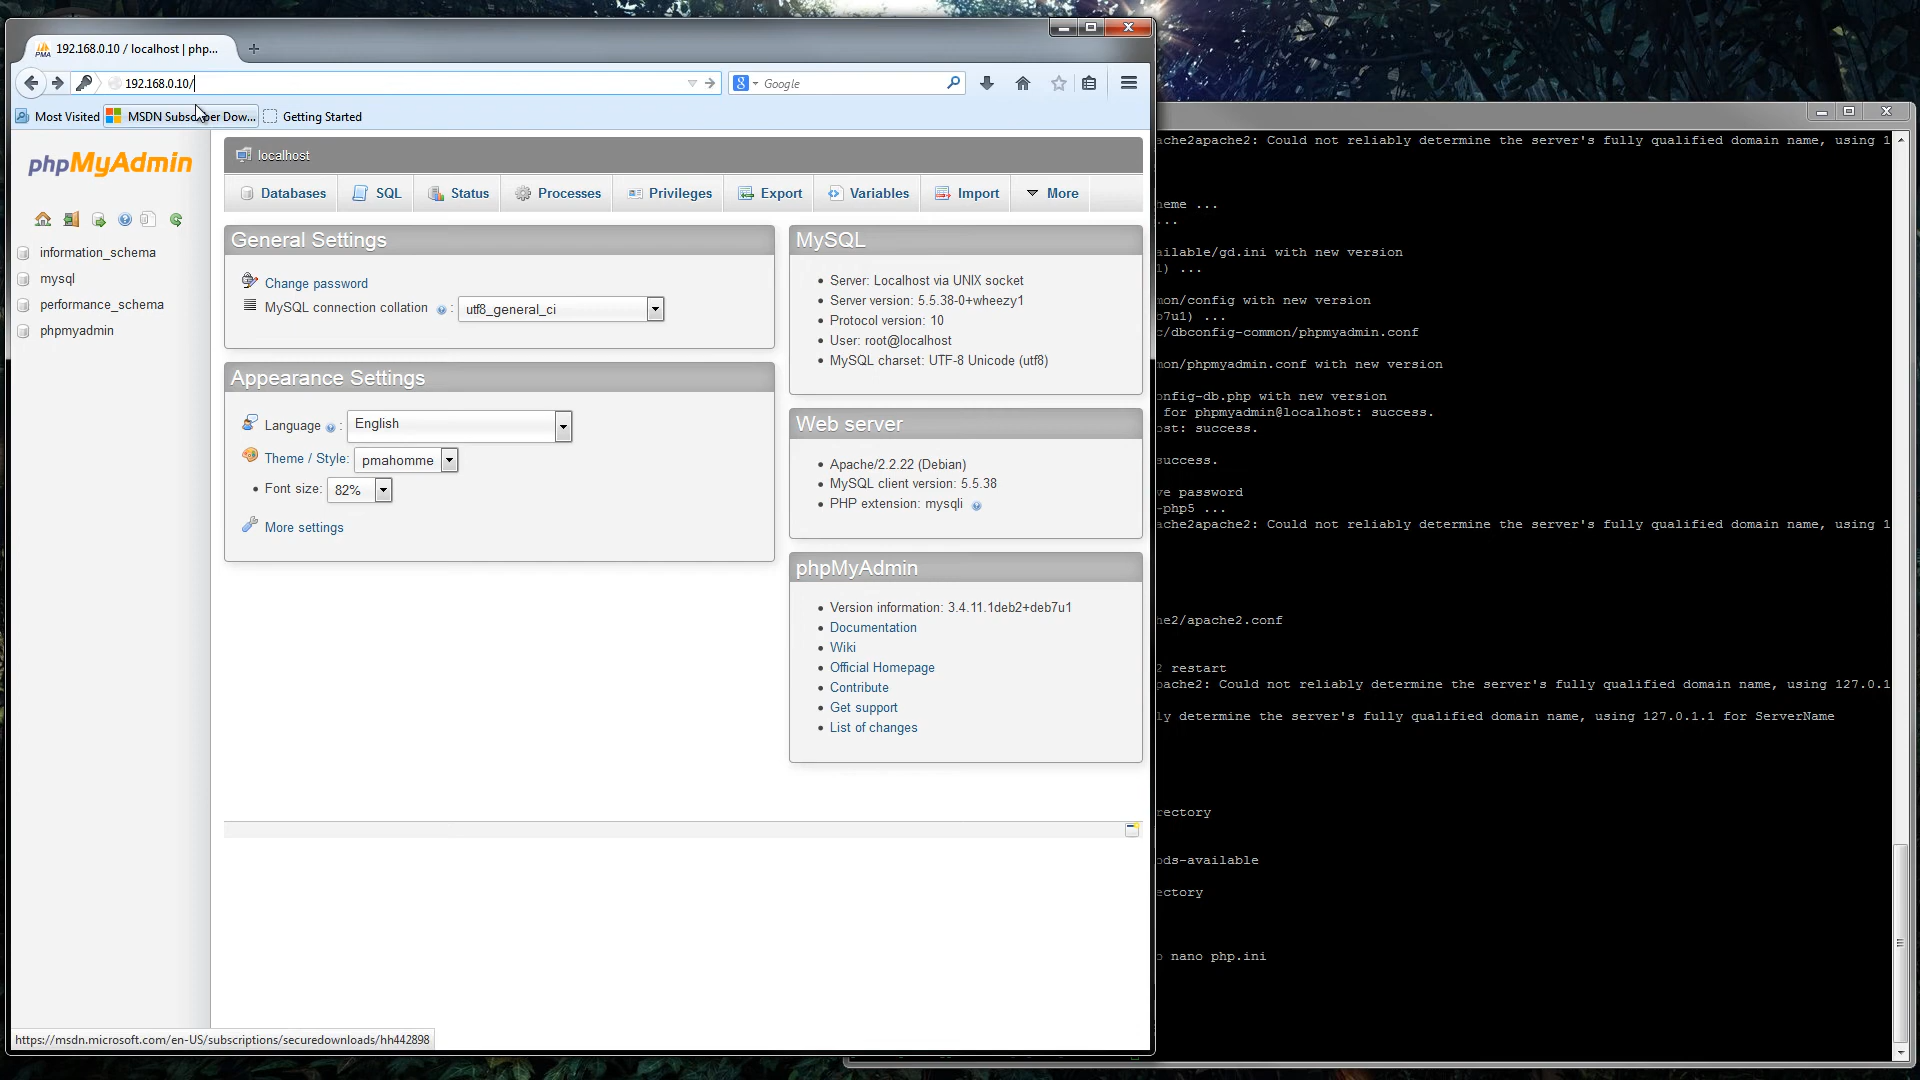 192.168.0.10 / localhost | php...
192.168.0.10/
Google
Most Visited
MSDN Subscriber Dow...
Getting Started
phpMyAdmin
information_schema
mysql
performance_schema
phpmyadmin
localhost
Databases
SQL
Status
Processes
Privileges
Export
Variables
Import
More
General Settings
Change password
MySQL connection collation :
utf8_general_ci
Appearance Settings
Language :
English
Theme / Style:
pmahomme
Font size:
82%
More settings
MySQL
Server: Localhost via UNIX socket
Server version: 5.5.38-0+wheezy1
Protocol version: 10
User: root@localhost
MySQL charset: UTF-8 Unicode (utf8)
Web server
Apache/2.2.22 (Debian)
MySQL client version: 5.5.38
PHP extension: mysqli
phpMyAdmin
Version information: 3.4.11.1deb2+deb7u1
Documentation
Wiki
Official Homepage
Contribute
Get support
List of changes
https://msdn.microsoft.com/en-US/subscriptions/securedownloads/hh442898
ache2apache2: Could not reliably determine the server's fully qualified domain name, using 1
heme ...
...
ailable/gd.ini with new version
l) ...
mon/config with new version
7u1) ...
c/dbconfig-common/phpmyadmin.conf
mon/phpmyadmin.conf with new version
nfig-db.php with new version
for phpmyadmin@localhost: success.
ost: success.
success.
ve password
-php5 ...
ache2apache2: Could not reliably determine the server's fully qualified domain name, using 1
he2/apache2.conf
2 restart
pache2: Could not reliably determine the server's fully qualified domain name, using 127.0.1
ly determine the server's fully qualified domain name, using 127.0.1.1 for ServerName
rectory
ods-available
ectory
o nano php.ini